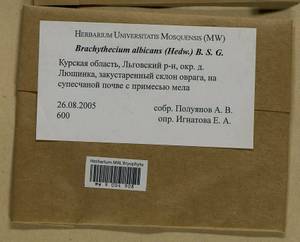 HERBARIUM UNIVERSITATIS MOSQUENSIS (MW)
Brachythecium albicans (Hedw.) B. S. G.
Курская область, Льговский р-н, окр. д.
Люшинка, закустаренный склон оврага, на
супесчаной почве с примесью мела
26.08.2005 собр. Полуянов А. В.
600 опр. Игнатова Е. А.
Herbarium MW, Bryophyta